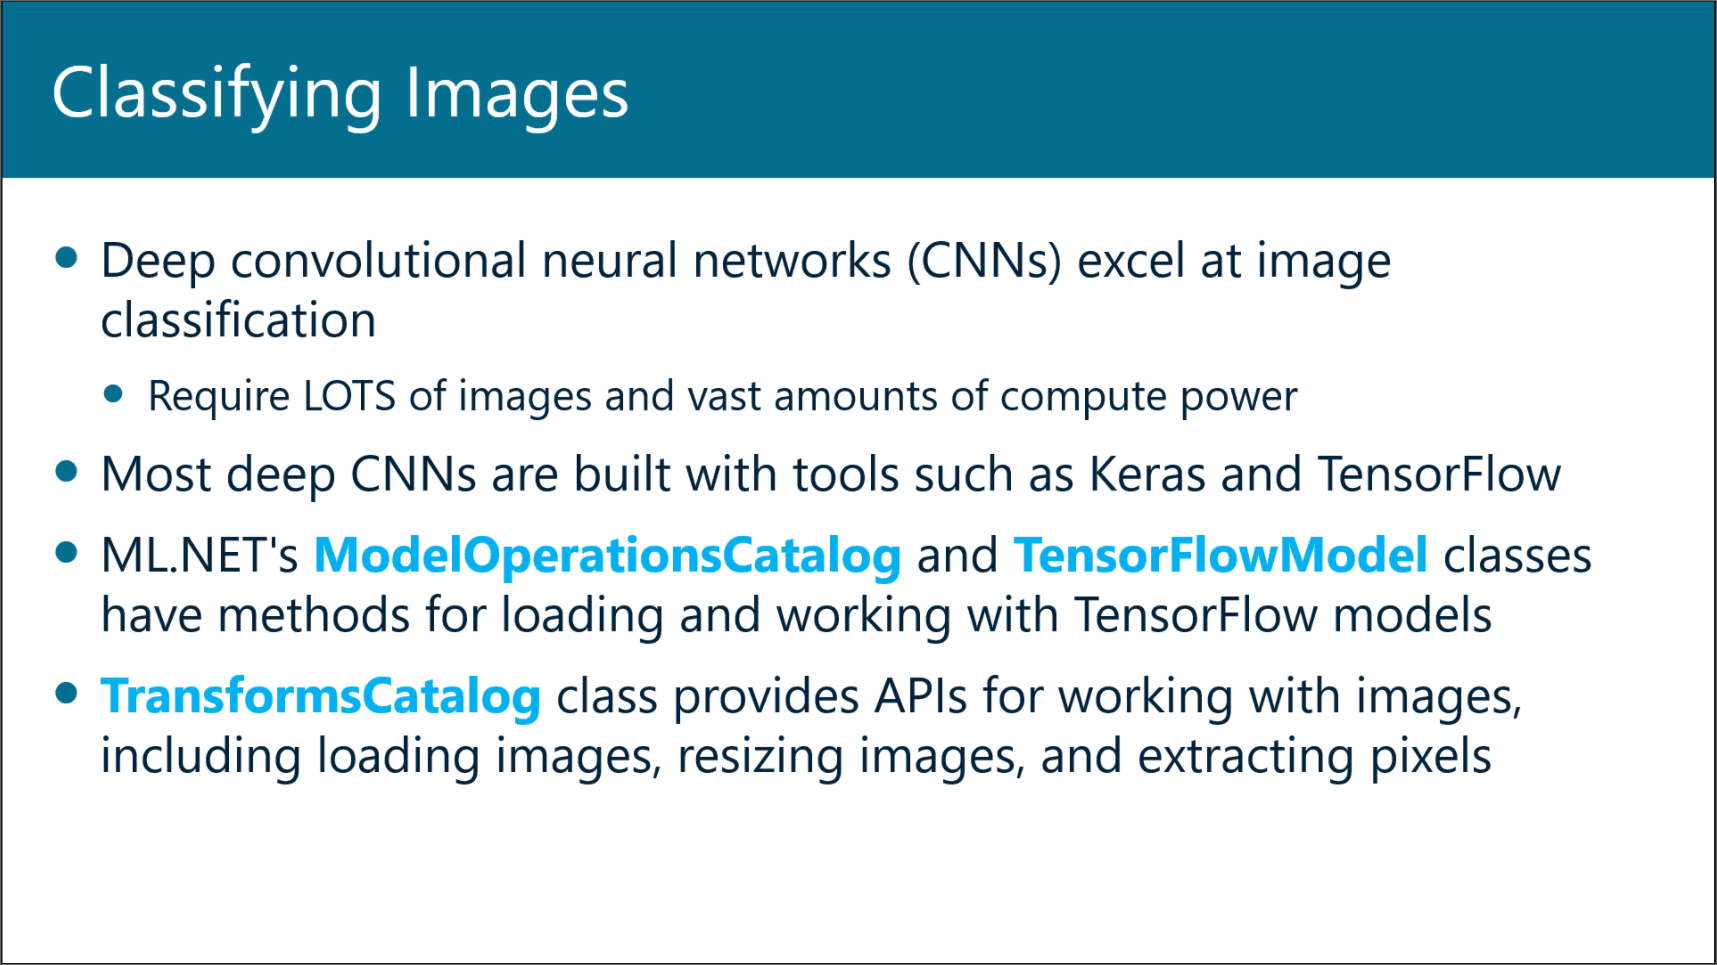 Classifying Images
• Deep convolutional neural networks (CNNs) excel at image
classification
• Require LOTS of images and vast amounts of compute power
• Most deep CNNs are built with tools such as Keras and TensorFlow
• ML.NET's ModelOperationsCatalog and TensorFlowModel classes
have methods for loading and working with TensorFlow models
• TransformsCatalog class provides APIs for working with images,
including loading images, resizing images, and extracting pixels